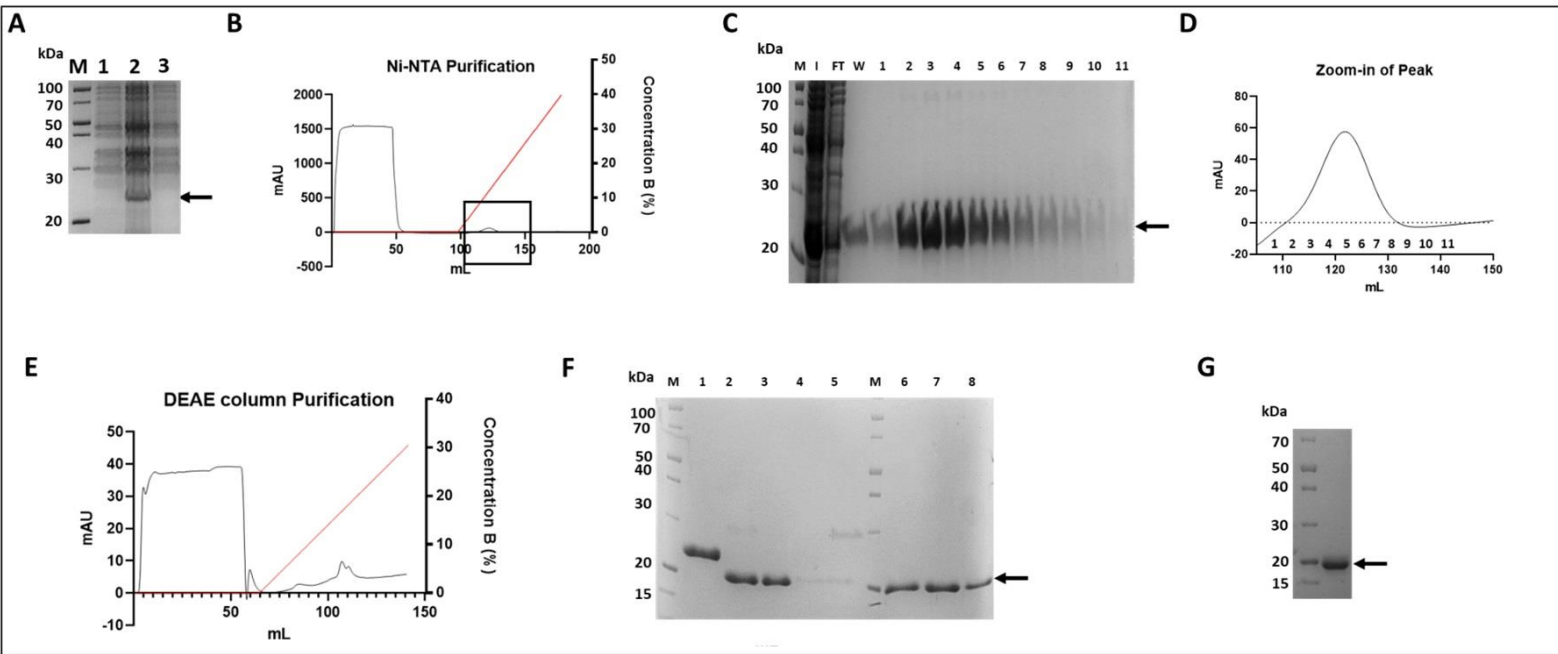 A
kDa
M 1 2 3
100
70
50
40
30
20
B
Ni-NTA Purification
2000
1500
1000
500
0
-500
mAU
50 100 150 200
mL
50
40
30
20
10
0
Concentration B (%)
C
kDa
M I FT W 1 2 3 4 5 6 7 8 9 10 11
100
70
50
40
30
20
D
Zoom-in of Peak
80
60
40
20
0
-20
mAU
1 2 3 4 5 6 7 8 9 10 11
110 120 130 140 150
mL
E
DEAE column Purification
50
40
30
20
10
0
-10
mAU
50 100 150
mL
40
30
20
10
0
Concentration B (%)
F
kDa
M 1 2 3 4 5 M 6 7 8
100
70
50
40
30
20
15
G
kDa
70
50
40
30
20
15